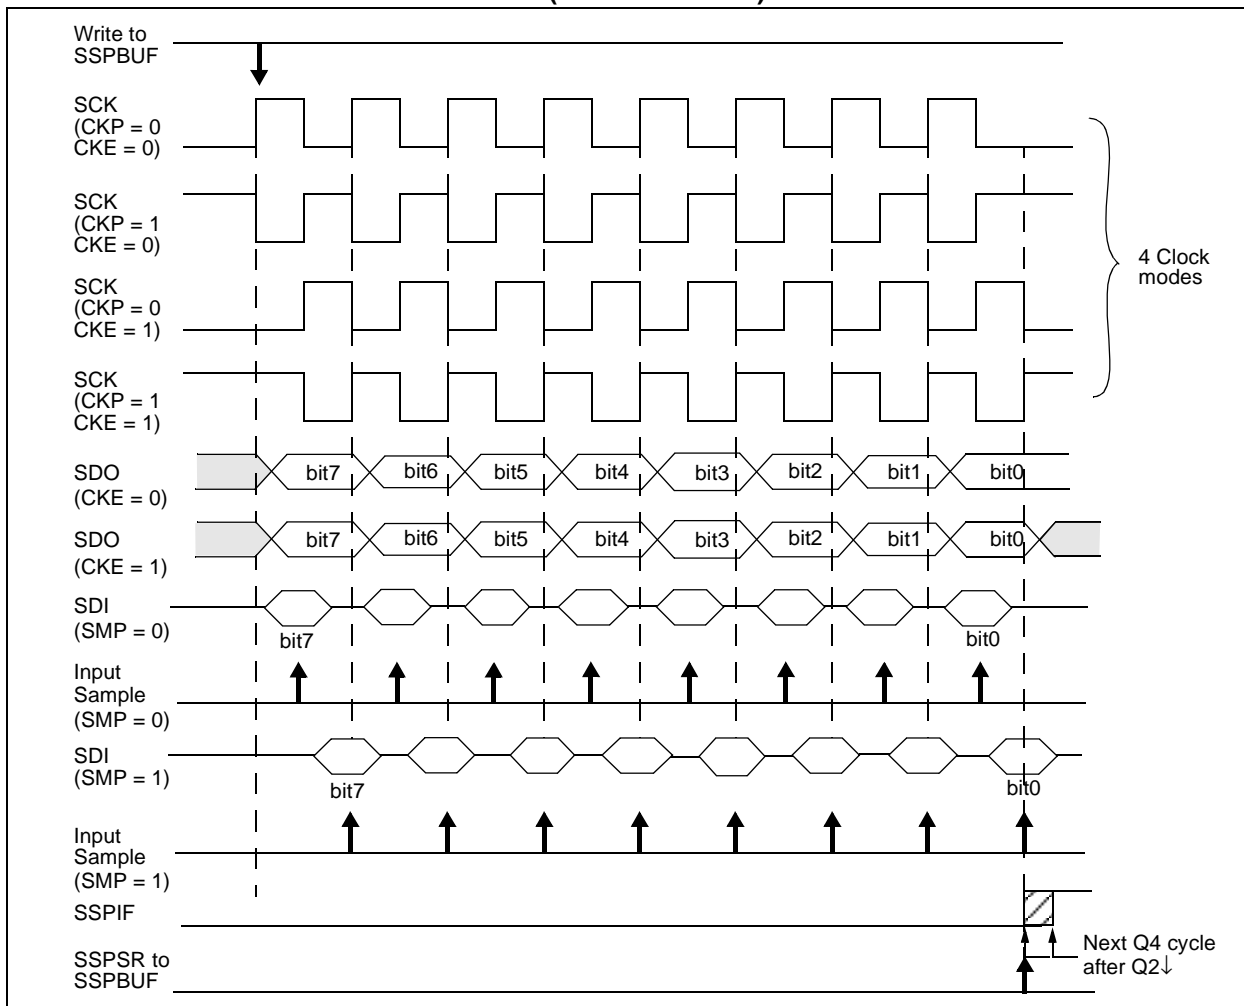 Write to
SSPBUF
SCK
(CKP = 0
CKE = 0)
SCK
(CKP = 1
CKE = 0)
SCK
(CKP = 0
CKE = 1)
SCK
(CKP = 1
CKE = 1)
4 Clock
modes
SDO
(CKE = 0)
bit7 bit6 bit5 bit4 bit3 bit2 bit1 bit0
SDO
(CKE = 1)
bit7 bit6 bit5 bit4 bit3 bit2 bit1 bit0
SDI
(SMP = 0)
bit7 bit0
Input
Sample
(SMP = 0)
SDI
(SMP = 1)
bit7 bit0
Input
Sample
(SMP = 1)
SSPIF
SSPSR to
SSPBUF
Next Q4 cycle
after Q2↓